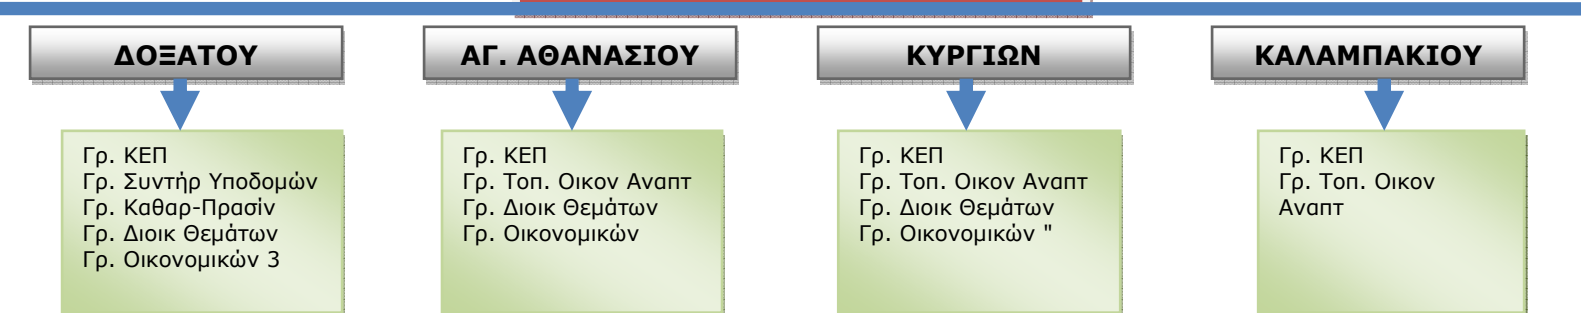 ΔΟΞΑΤΟΥ
Γρ. ΚΕΠ
Γρ. Συντήρ Υποδομών
Γρ. Καθαρ-Πρασίν
Γρ. Διοικ Θεμάτων
Γρ. Οικονομικών 3
ΑΓ. ΑΘΑΝΑΣΙΟΥ
Γρ. ΚΕΠ
Γρ. Τοπ. Οικον Αναπτ
Γρ. Διοικ Θεμάτων
Γρ. Οικονομικών
ΚΥΡΓΙΩΝ
Γρ. ΚΕΠ
Γρ. Τοπ. Οικον Αναπτ
Γρ. Διοικ Θεμάτων
Γρ. Οικονομικών "
ΚΑΛΑΜΠΑΚΙΟΥ
Γρ. ΚΕΠ
Γρ. Τοπ. Οικον
Αναπτ